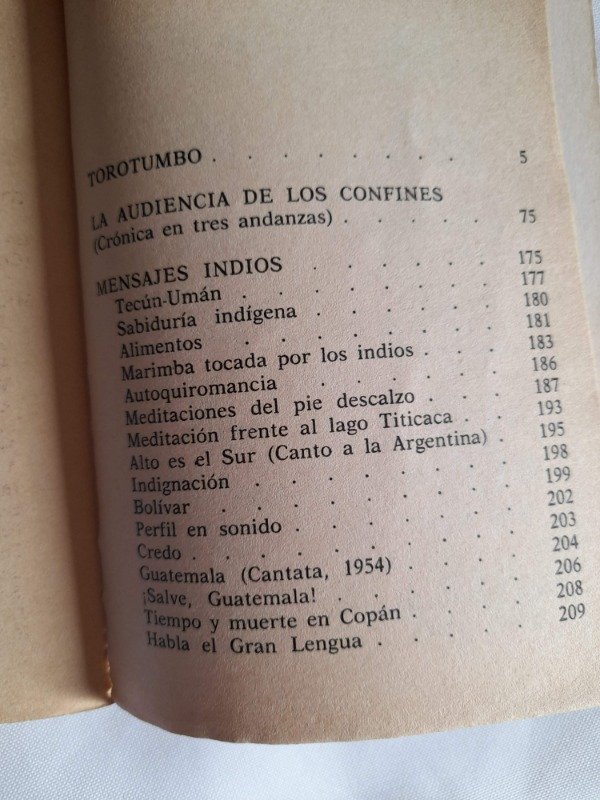 TOROTUMBO . . . . . . . 5
LA AUDIENCIA DE LOS CONFINES
(Crónica en tres andanzas) . . . . . 75
MENSAJES INDIOS . . . . . . 175
Tecún-Umán . . . . . . . 177
Sabiduría indígena . . . . . . 180
Alimentos . . . . . . . 181
Marimba tocada por los indios . . . . 183
Autoquiromancia . . . . . . 186
Meditaciones del pie descalzo . . . . 187
Meditación frente al lago Titicaca . . . 193
Alto es el Sur (Canto a la Argentina) . . 195
Indignación . . . . . . . 198
Bolívar . . . . . . . 199
Perfil en sonido . . . . . . 202
Credo . . . . . . . . 203
Guatemala (Cantata, 1954) . . . . 204
¡Salve, Guatemala! . . . . . 206
Tiempo y muerte en Copán . . . . 208
Habla el Gran Lengua . . . . . 209